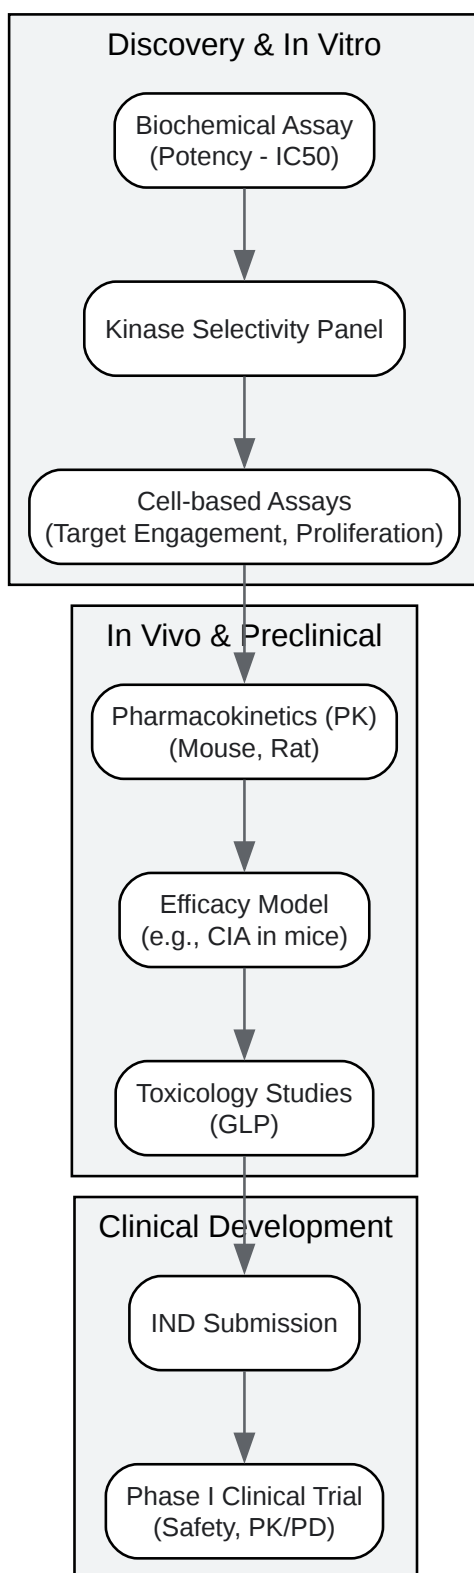 Discovery & In Vitro
Biochemical Assay
(Potency - IC50)
Kinase Selectivity Panel
Cell-based Assays
(Target Engagement, Proliferation)
In Vivo & Preclinical
Pharmacokinetics (PK)
(Mouse, Rat)
Efficacy Model
(e.g., CIA in mice)
Toxicology Studies
(GLP)
Clinical Development
IND Submission
Phase I Clinical Trial
(Safety, PK/PD)